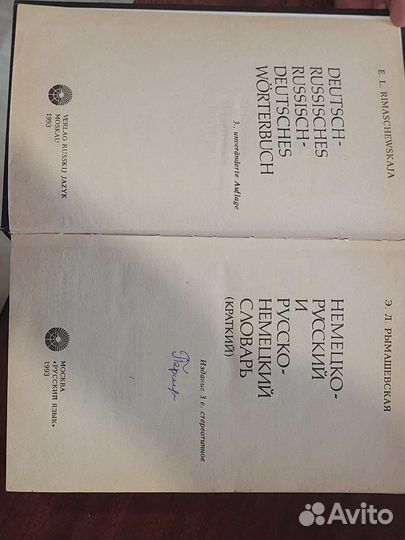 E. L. RIMASCHEWSKAJA
DEUTSCH-
RUSSISCHES
RUSSISCH-
DEUTSCHES
WÖRTERBUCH
3., unveränderte Auflage
VERLAG RUSSKIJ JAZYK
MOSKAU
1993
Э. Л. РЫМАШЕВСКАЯ
НЕМЕЦКО-
РУССКИЙ
И
РУССКО-
НЕМЕЦКИЙ
СЛОВАРЬ
(КРАТКИЙ)
Издание 3 е, стереотипное
МОСКВА
«РУССКИЙ ЯЗЫК»
1993
Avito